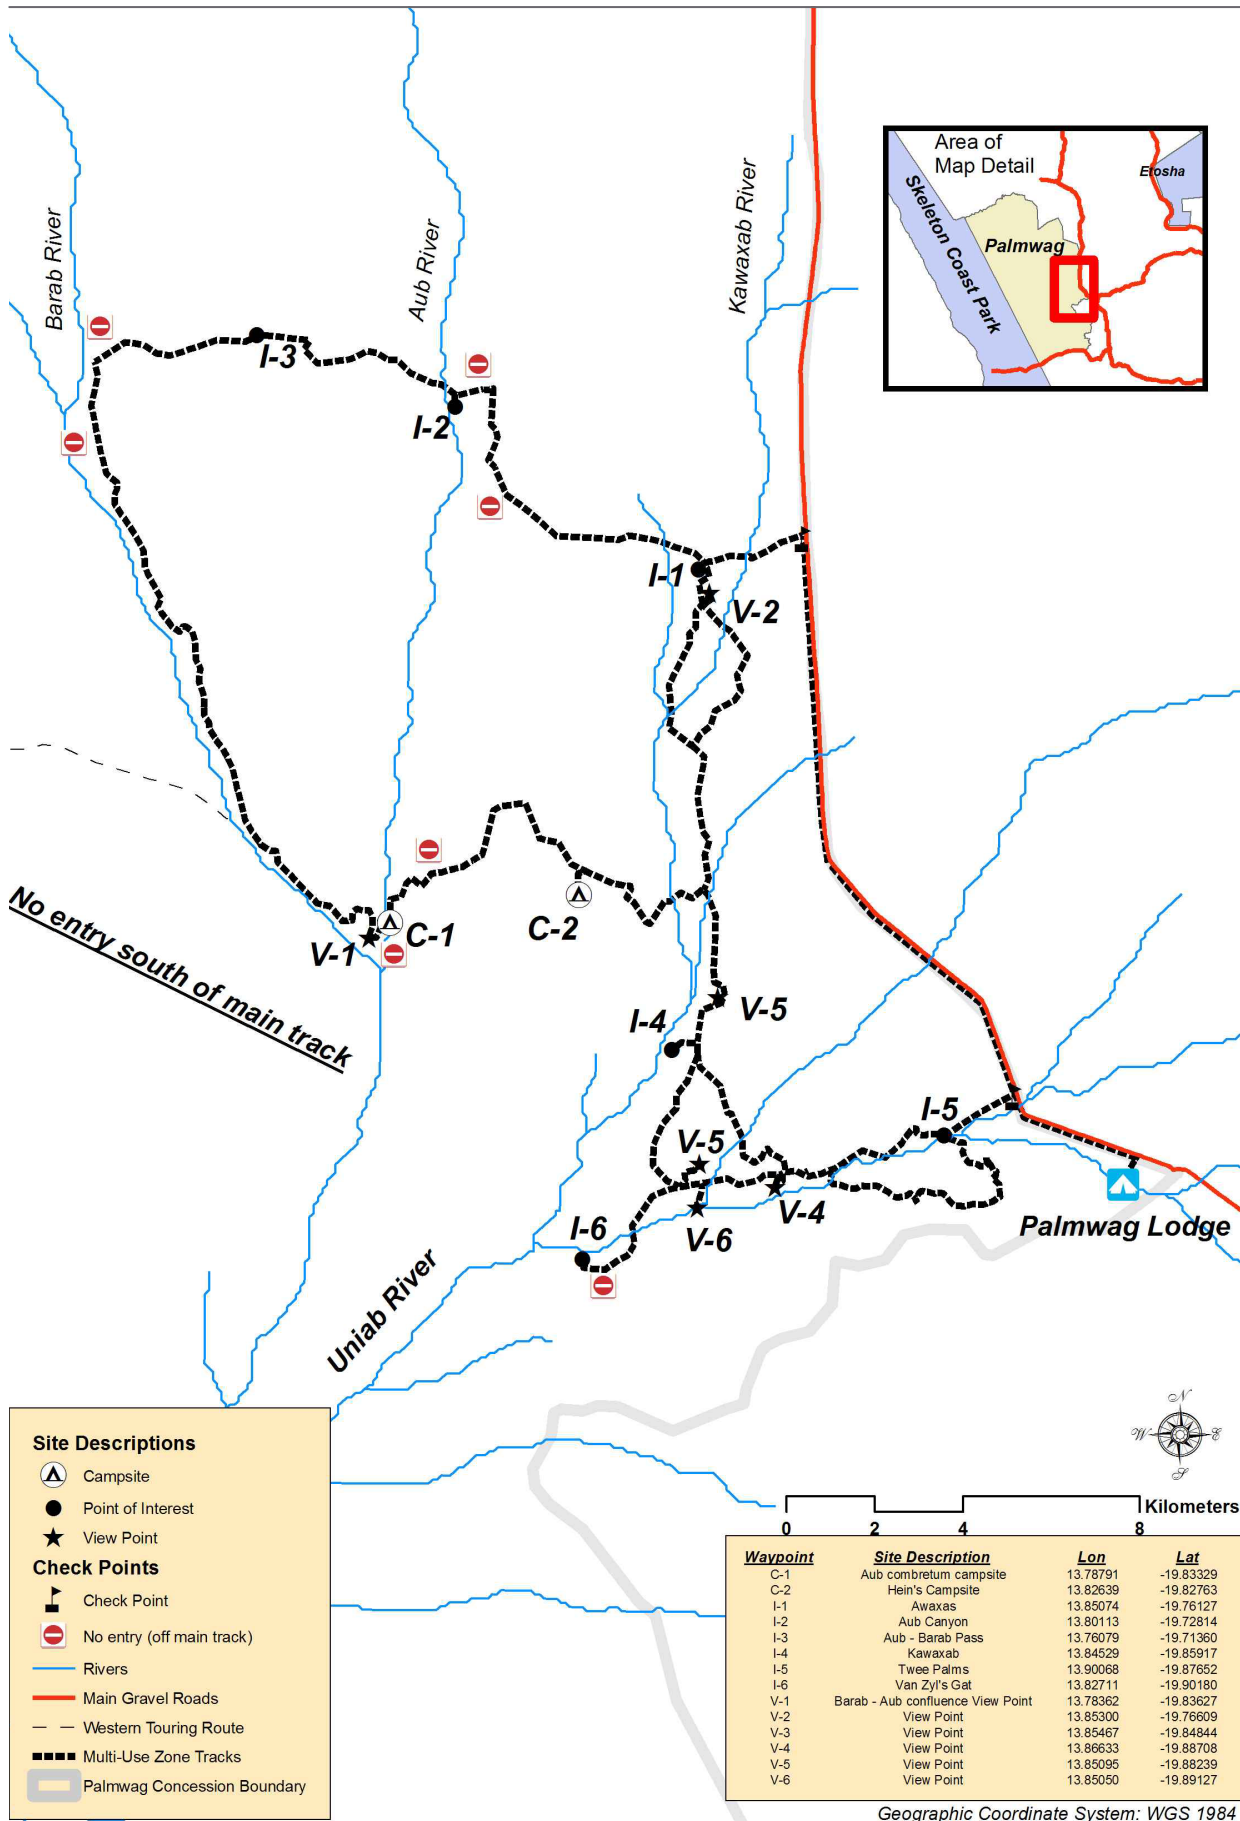 Area of
Map Detail
Etosha
Skeleton Coast Park
Palmwag
Barab River
Aub River
Kawaxab River
I-3
I-2
I-1
V-2
No entry south of main track
V-1
C-1
C-2
V-5
I-4
I-5
V-5
V-4
V-6
I-6
Palmwag Lodge
Uniab River
N
W
E
S
Kilometers
0 2 4 8
Site Descriptions
Campsite
Point of Interest
View Point
Check Points
Check Point
No entry (off main track)
Rivers
Main Gravel Roads
Western Touring Route
Multi-Use Zone Tracks
Palmwag Concession Boundary
Waypoint Site Description Lon Lat
C-1 Aub combretum campsite 13.78791 -19.83329
C-2 Hein's Campsite 13.82639 -19.82763
I-1 Awaxas 13.85074 -19.76127
I-2 Aub Canyon 13.80113 -19.72814
I-3 Aub - Barab Pass 13.76079 -19.71360
I-4 Kawaxab 13.84529 -19.85917
I-5 Twee Palms 13.90068 -19.87652
I-6 Van Zyl's Gat 13.82711 -19.90180
V-1 Barab - Aub confluence View Point 13.78362 -19.83627
V-2 View Point 13.85300 -19.76609
V-3 View Point 13.85467 -19.84844
V-4 View Point 13.86633 -19.88708
V-5 View Point 13.85095 -19.88239
V-6 View Point 13.85050 -19.89127
Geographic Coordinate System: WGS 1984